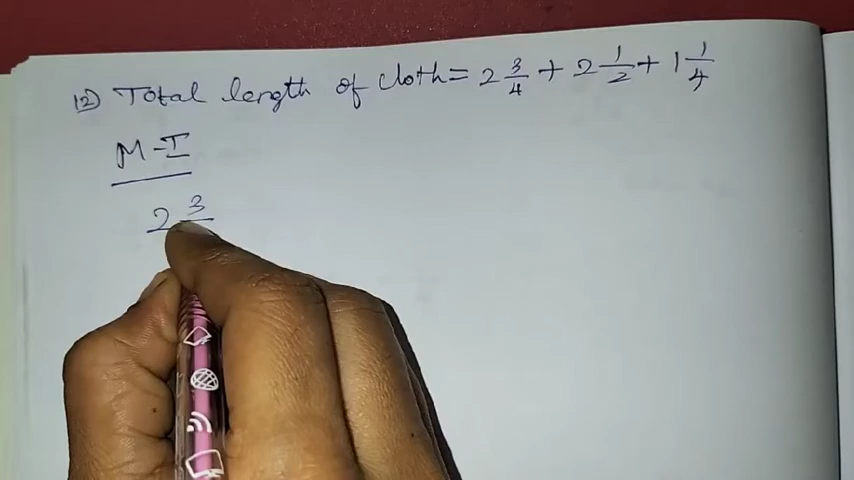 12) Total length of cloth = 2 3/4 + 2 1/2 + 1 1/4
M-I
2 3